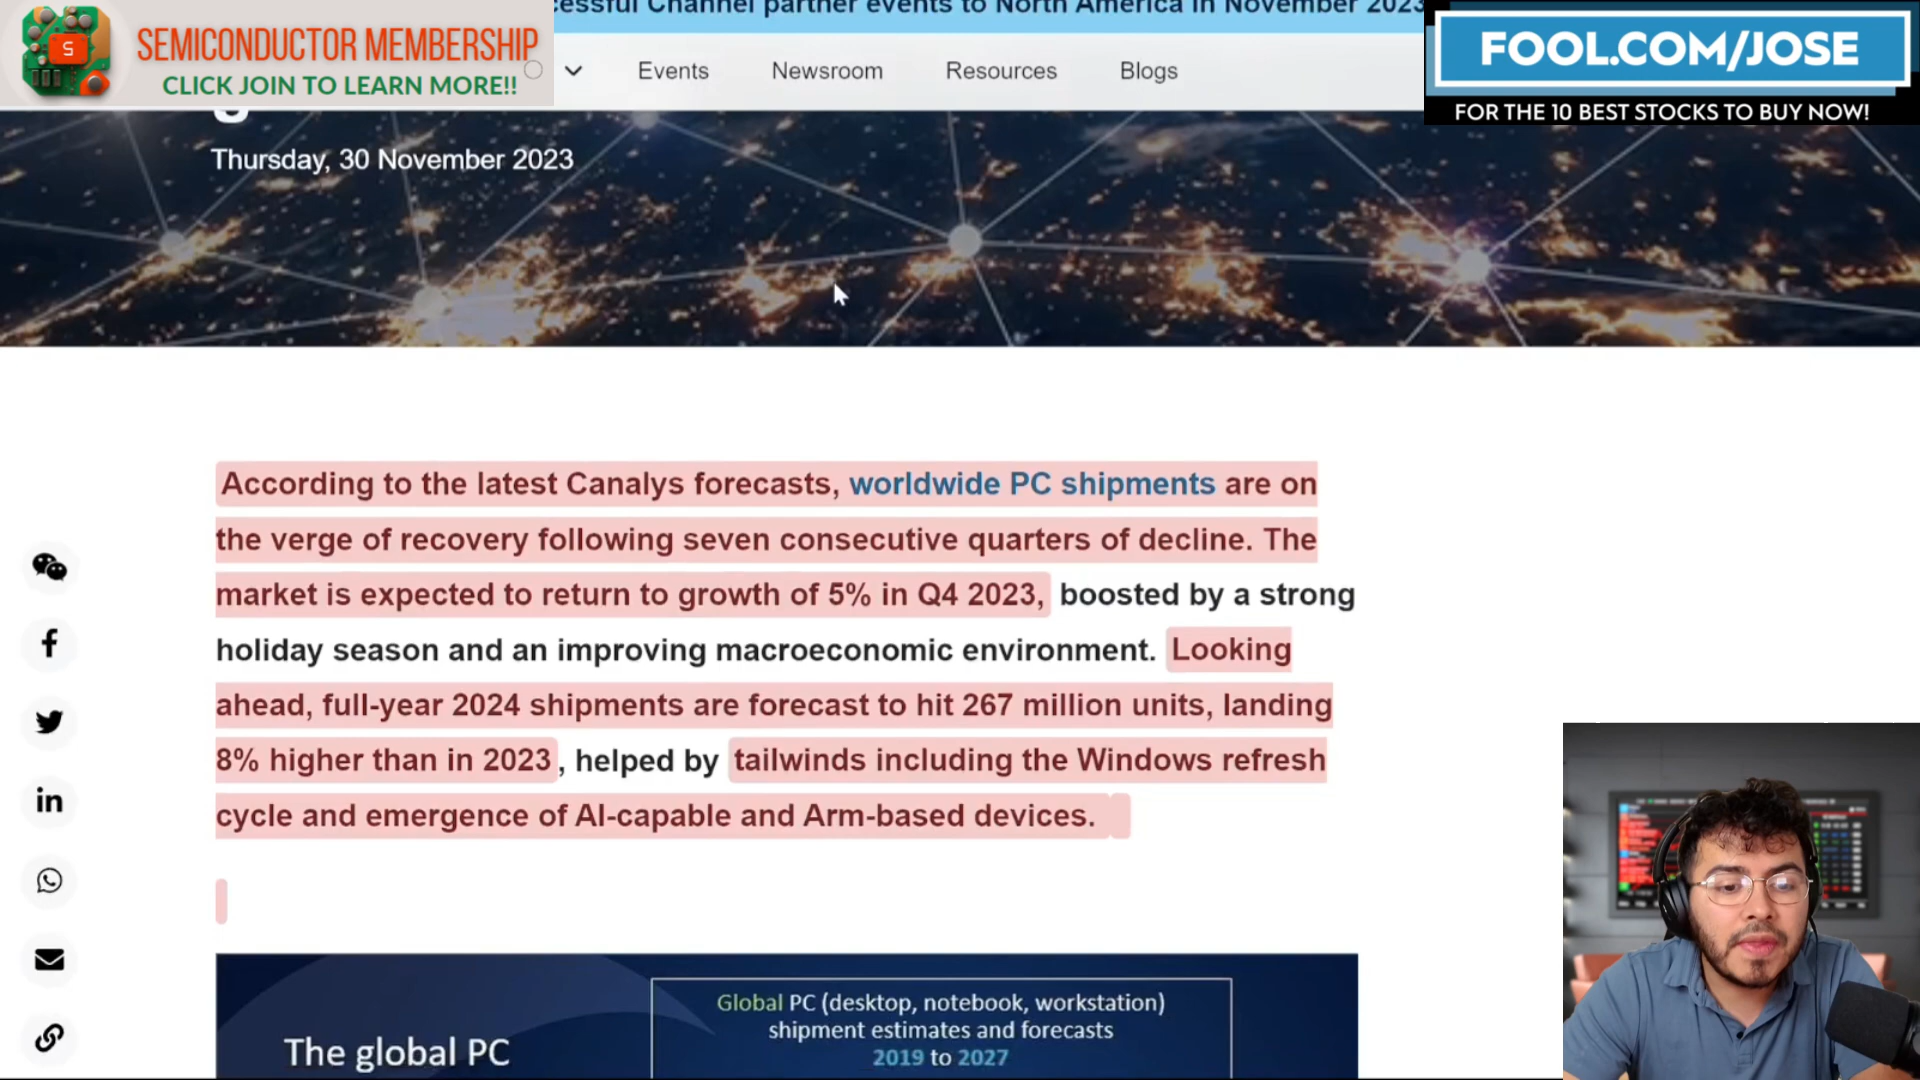 cessful Channel partner events to North America in November 2023
SEMICONDUCTOR MEMBERSHIP
CLICK JOIN TO LEARN MORE!!
S
Events
Newsroom
Resources
Blogs
FOOL.COM/JOSE
FOR THE 10 BEST STOCKS TO BUY NOW!
Thursday, 30 November 2023
According to the latest Canalys forecasts, worldwide PC shipments are on
the verge of recovery following seven consecutive quarters of decline. The
market is expected to return to growth of 5% in Q4 2023, boosted by a strong
holiday season and an improving macroeconomic environment. Looking
ahead, full-year 2024 shipments are forecast to hit 267 million units, landing
8% higher than in 2023, helped by tailwinds including the Windows refresh
cycle and emergence of AI-capable and Arm-based devices.
The global PC
Global PC (desktop, notebook, workstation)
shipment estimates and forecasts
2019 to 2027